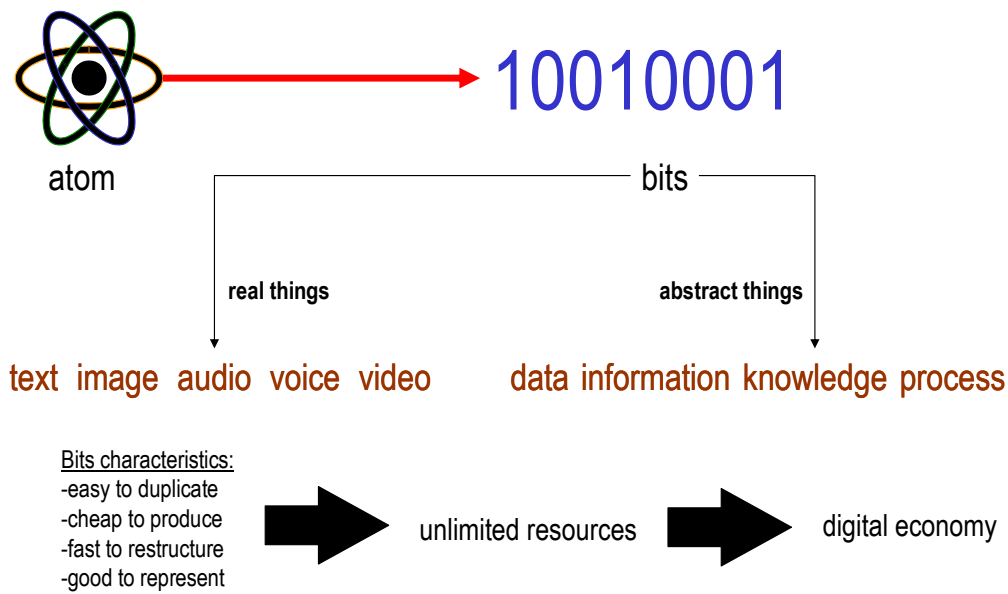 10010001
atom
bits
real things
abstract things
text image audio voice video
data information knowledge process
Bits characteristics:
-easy to duplicate
-cheap to produce
-fast to restructure
-good to represent
unlimited resources
digital economy